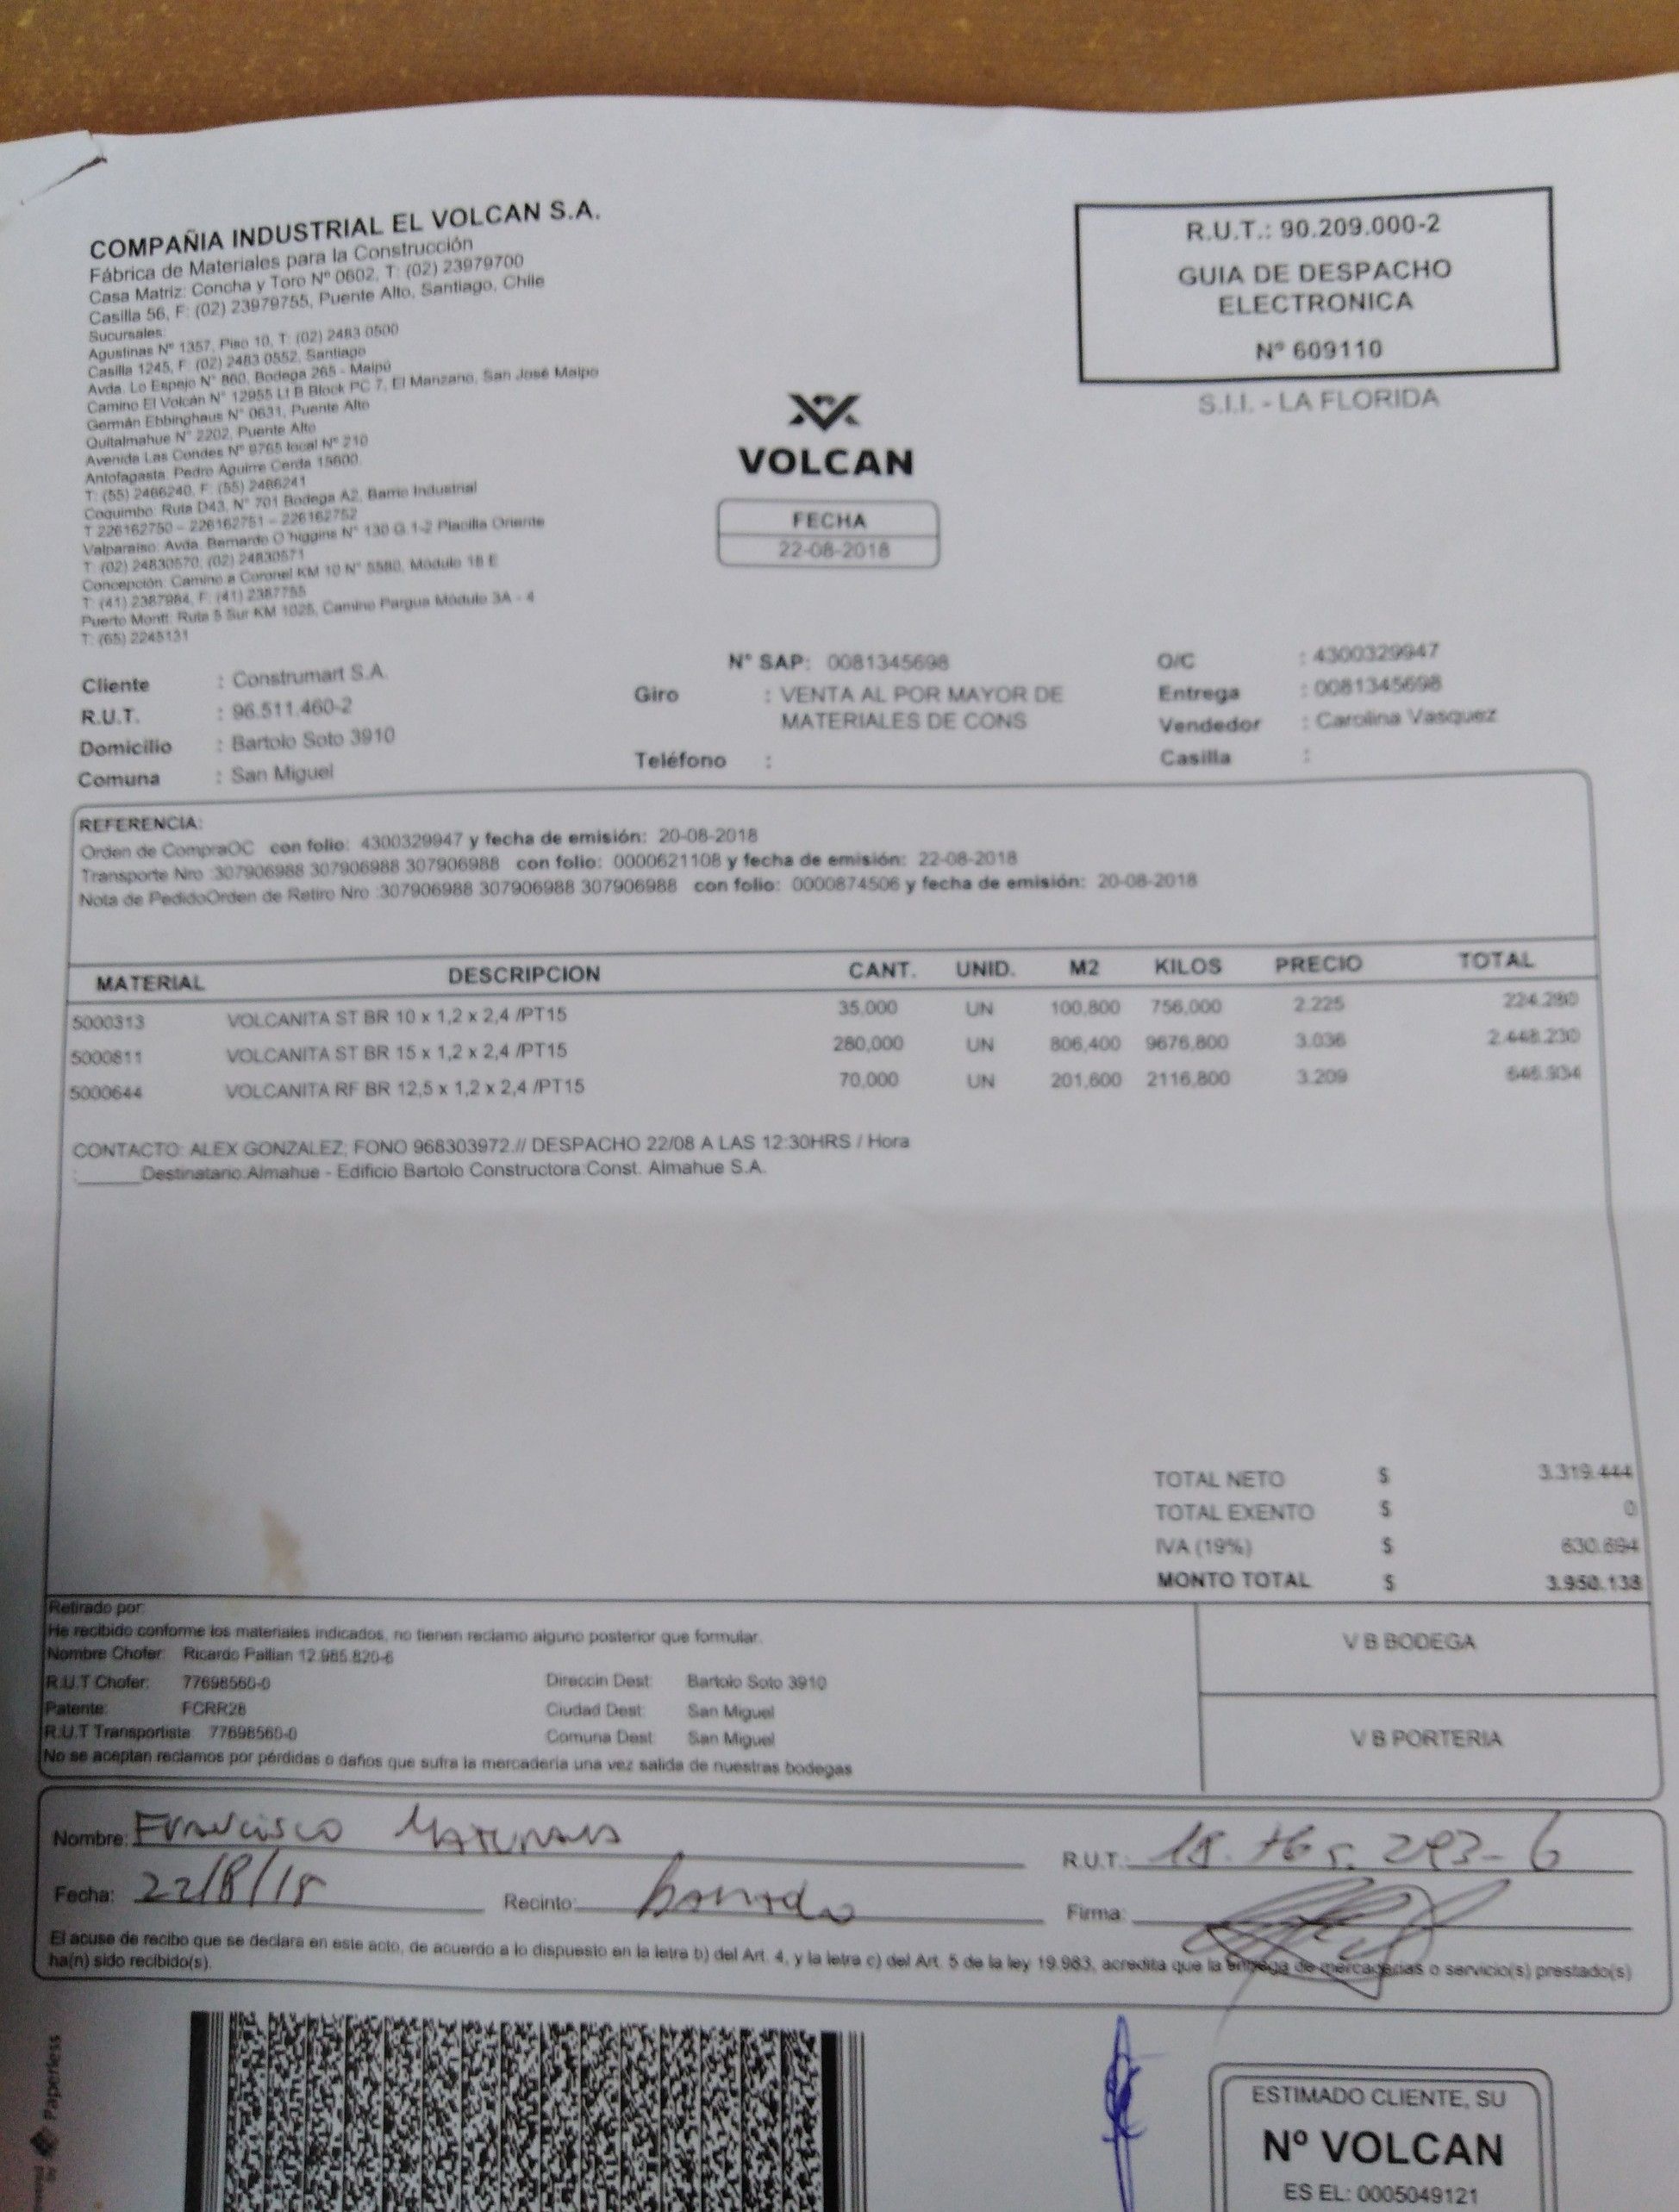 COMPAÑIA INDUSTRIAL EL VOLCAN S.A.
Fábrica de Materiales para la Construcción
Casa Matriz: Concha y Toro Nº 0602, T: (02) 23979700
Casilla 56, F: (02) 23979755, Puente Alto, Santiago, Chile
Sucursales:
Agustinas Nº 1357, Piso 10, T: (02) 2483 0500
Casilla 1245, F: (02) 2483 0552, Santiago
Avda. Lo Espejo N° 860, Bodega 265 - Maipú
Camino El Volcán N° 12955 Lt B Block PC 7, El Manzano, San José Maipo
Germán Ebbinghaus N° 0631, Puente Alto
Quitalmahue N° 2202, Puente Alto
Avenida Las Condes Nº 9765 local Nº 210
Antofagasta: Pedro Aguirre Cerda 15600
T: (55) 2466240, F: (55) 2466241
Coquimbo: Ruta D43, N° 701 Bodega A2, Barrio Industrial
T 226162750 – 226162751 – 226162752
Valparaíso: Avda. Bernardo O´higgins N° 130 G 1-2 Placilla Oriente
T: (02) 24830570, (02) 24830571
Concepción: Camino a Coronel KM 10 N° 5580, Módulo 18 E
T: (41) 2387984, F: (41) 2387755
Puerto Montt: Ruta 5 Sur KM 1025, Camino Pargua Módulo 3A - 4
T: (65) 2245131
R.U.T.: 90.209.000-2
GUIA DE DESPACHO
ELECTRONICA
Nº 609110
S.I.I. - LA FLORIDA
VOLCAN
FECHA
22-08-2018
Cliente : Construmart S.A.
R.U.T. : 96.511.460-2
Domicilio : Bartolo Soto 3910
Comuna : San Miguel
N° SAP: 0081345698
Giro : VENTA AL POR MAYOR DE
MATERIALES DE CONS
Teléfono :
O/C : 4300329947
Entrega : 0081345698
Vendedor : Carolina Vasquez
Casilla :
REFERENCIA:
Orden de CompraOC con folio: 4300329947 y fecha de emisión: 20-08-2018
Transporte Nro :307906988 307906988 307906988 con folio: 0000621108 y fecha de emisión: 22-08-2018
Nota de PedidoOrden de Retiro Nro :307906988 307906988 307906988 con folio: 0000874506 y fecha de emisión: 20-08-2018
MATERIAL DESCRIPCION CANT. UNID. M2 KILOS PRECIO TOTAL
5000313 VOLCANITA ST BR 10 x 1,2 x 2,4 /PT15 35,000 UN 100,800 756,000 2.225 224.280
5000811 VOLCANITA ST BR 15 x 1,2 x 2,4 /PT15 280,000 UN 806,400 9676,800 3.036 2.448.230
5000644 VOLCANITA RF BR 12,5 x 1,2 x 2,4 /PT15 70,000 UN 201,600 2116,800 3.209 646.934
CONTACTO: ALEX GONZALEZ; FONO 968303972.// DESPACHO 22/08 A LAS 12:30HRS / Hora
:______Destinatario:Almahue - Edificio Bartolo Constructora:Const. Almahue S.A.
TOTAL NETO $ 3.319.444
TOTAL EXENTO $ 0
IVA (19%) $ 630.694
MONTO TOTAL $ 3.950.138
Retirado por:
He recibido conforme los materiales indicados, no tienen reclamo alguno posterior que formular.
Nombre Chofer: Ricardo Pallian 12.985.820-6
R.U.T Chofer: 77698560-0 Direccin Dest: Bartolo Soto 3910
Patente: FCRR28 Ciudad Dest: San Miguel
R.U.T Transportista 77698560-0 Comuna Dest: San Miguel
No se aceptan reclamos por pérdidas o daños que sufra la mercadería una vez salida de nuestras bodegas
V B BODEGA
V B PORTERIA
Nombre: Francisco R.U.T.:
Fecha: 22/8/18 Recinto: Firma:
El acuse de recibo que se declara en este acto, de acuerdo a lo dispuesto en la letra b) del Art. 4, y la letra c) del Art. 5 de la ley 19.983, acredita que la entrega de mercaderías o servicio(s) prestado(s)
ha(n) sido recibido(s).
Paperless
ESTIMADO CLIENTE, SU
Nº VOLCAN
ES EL: 0005049121